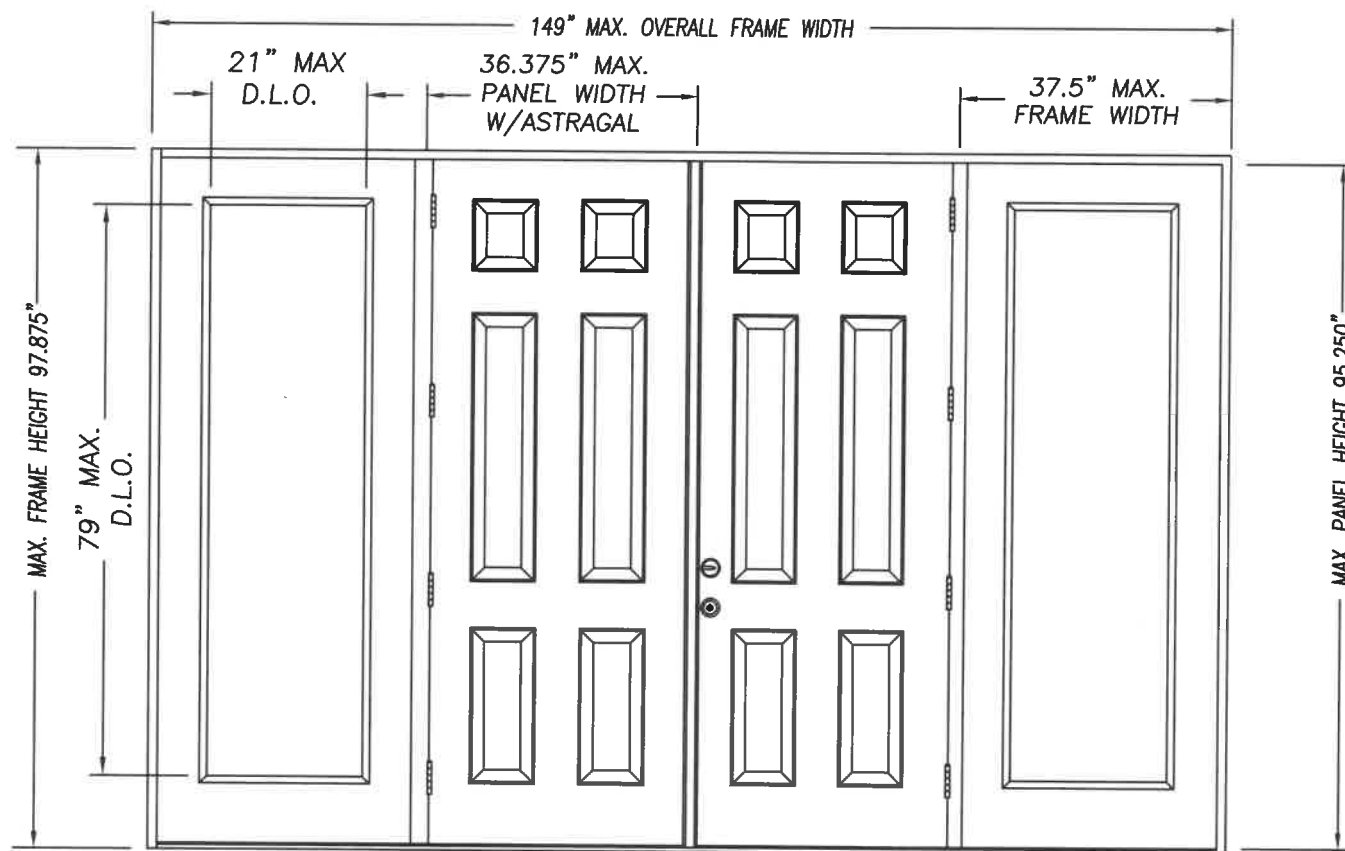 149" MAX. OVERALL FRAME WIDTH
21" MAX
D.L.O.
36.375" MAX.
PANEL WIDTH
W/ASTRAGAL
37.5" MAX.
FRAME WIDTH
MAX. FRAME HEIGHT 97.875"
79" MAX.
D.L.O.
MAX. PANEL HEIGHT 95.250"